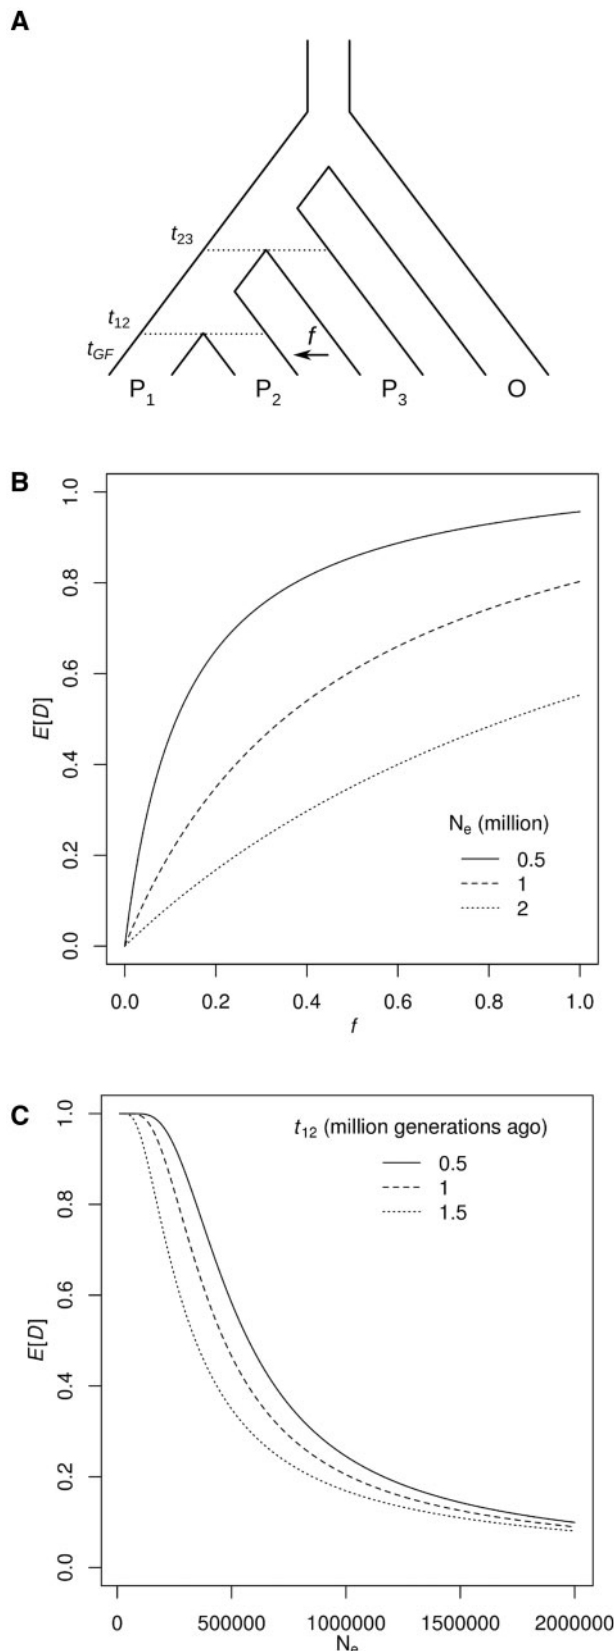 A
t₂₃
t₁₂
t_GF
f
P₁ P₂ P₃ O
B
1.0
0.8
0.6
0.4
0.2
0.0
E[D]
Nₑ (million)
0.5
1
2
0.0 0.2 0.4 0.6 0.8 1.0
f
C
1.0
0.8
0.6
0.4
0.2
0.0
E[D]
t₁₂ (million generations ago)
0.5
1
1.5
0 500000 1000000 1500000 2000000
Nₑ